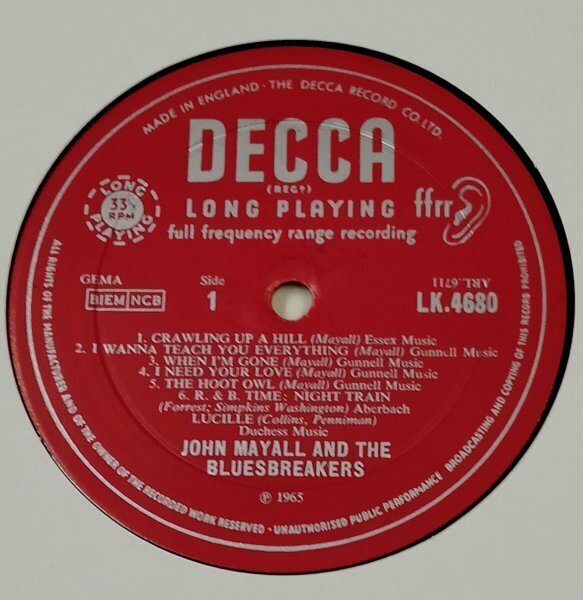 MADE IN ENGLAND · THE DECCA RECORD CO. LTD.
DECCA
(REGD)
LONG PLAYING
33⅓
RPM
LONG PLAYING
ffrr
full frequency range recording
GEMA
BIEM NCB
Side
1
ARL.6711
LK.4680
1. CRAWLING UP A HILL (Mayall) Essex Music
2. I WANNA TEACH YOU EVERYTHING (Mayall) Gunnell Music
3. WHEN I'M GONE (Mayall) Gunnell Music
4. I NEED YOUR LOVE (Mayall) Gunnell Music
5. THE HOOT OWL (Mayall) Gunnell Music
6. R. & B. TIME: NIGHT TRAIN
(Forrest; Simpkins Washington) Aberbach
LUCILLE (Collins, Penniman)
Duchess Music
JOHN MAYALL AND THE
BLUESBREAKERS
℗ 1965
ALL RIGHTS OF THE MANUFACTURER AND OF THE OWNER OF THE RECORDED WORK RESERVED · UNAUTHORISED PUBLIC PERFORMANCE BROADCASTING AND COPYING OF THIS RECORD PROHIBITED